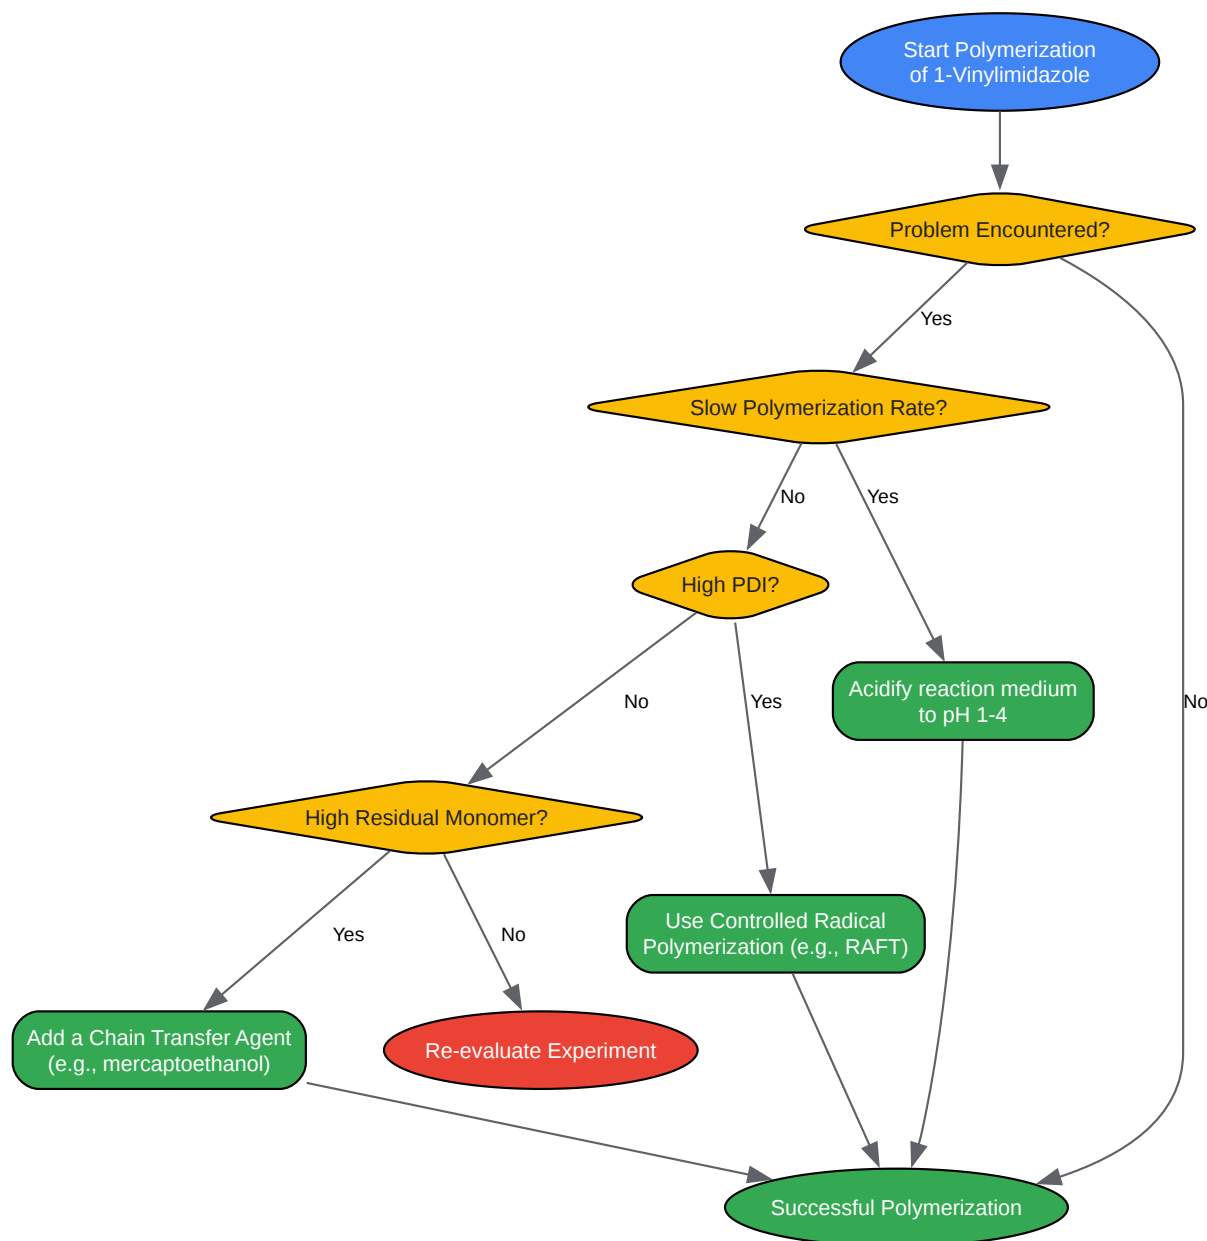 Start Polymerization
of 1-Vinylimidazole
Problem Encountered?
Yes
Slow Polymerization Rate?
No
Yes
High PDI?
Acidify reaction medium
to pH 1-4
No
Yes
No
High Residual Monomer?
Use Controlled Radical
Polymerization (e.g., RAFT)
Yes
No
Add a Chain Transfer Agent
(e.g., mercaptoethanol)
Re-evaluate Experiment
Successful Polymerization